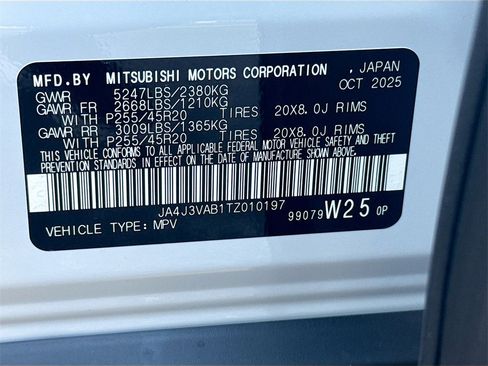 MFD.BY MITSUBISHI MOTORS CORPORATION , JAPAN
GVWR 5247LBS/2380KG OCT 2025
GAWR FR 2668LBS/1210KG
WITH P255/45R20 TIRES 20X8.0J RIMS
GAWR RR 3009LBS/1365KG
WITH P255/45R20 TIRES 20X8.0J RIMS
THIS VEHICLE CONFORMS TO ALL APPLICABLE FEDERAL MOTOR VEHICLE SAFETY AND THEFT
PREVENTION STANDARDS IN EFFECT ON THE DATE OF MANUFACTURE SHOWN ABOVE.
JA4J3VAB1TZ010197
VEHICLE TYPE: MPV 99079 W25 0P